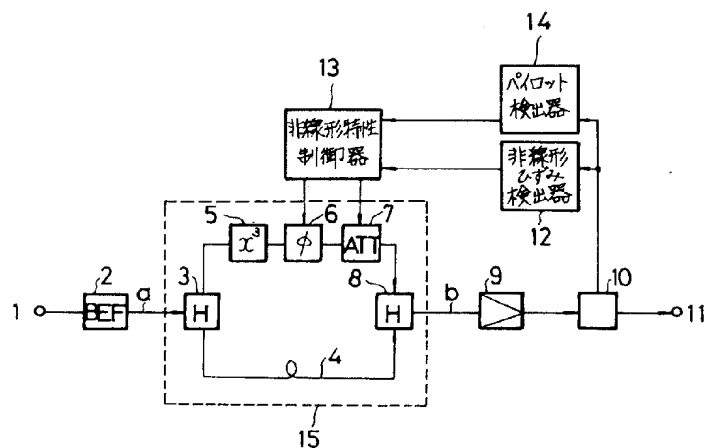 14
パイロット
検出器
13
非線形特性
制御器
非線形
ひずみ
検出器
12
5
x³
6
φ
7
ATT
1
2
BEF
a
3
H
8
H
b
9
10
11
4
15